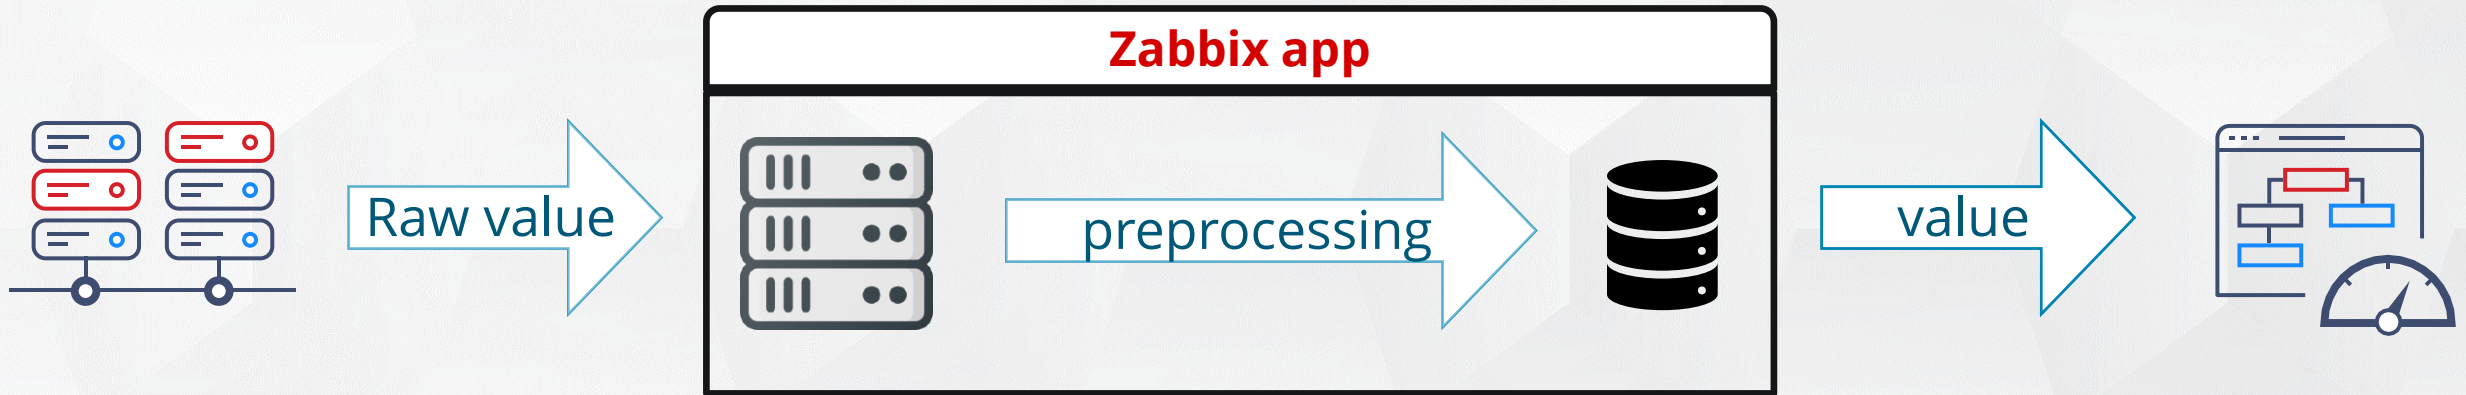 Zabbix app
Raw value
preprocessing
value